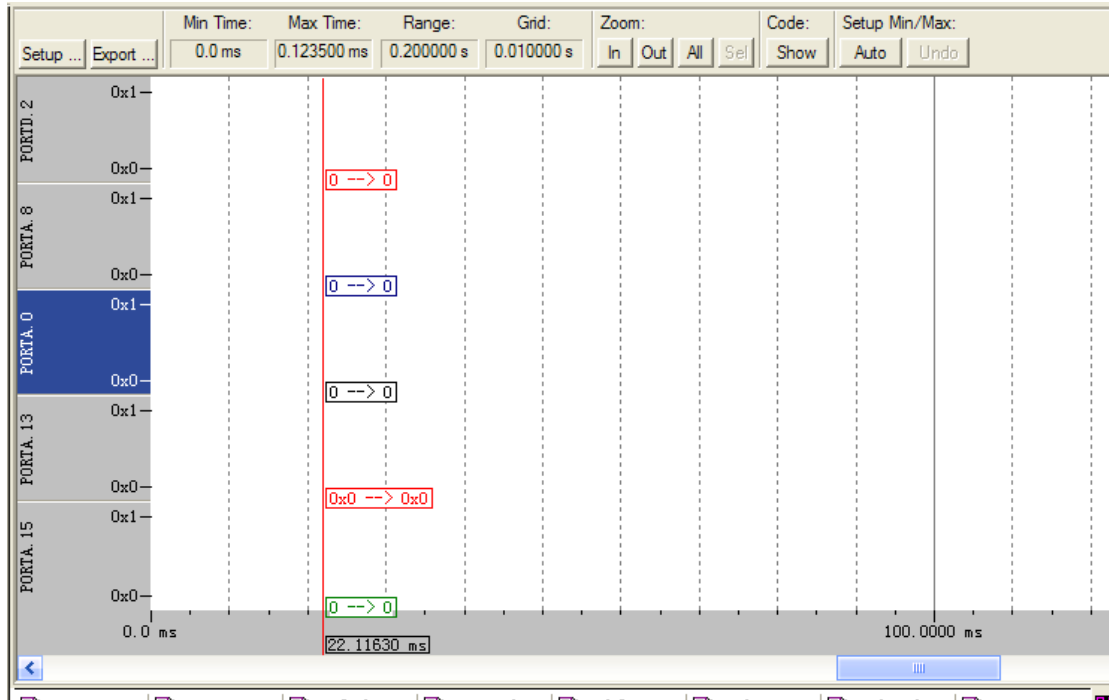 Min Time: Max Time: Range: Grid: Zoom: Code: Setup Min/Max:
Setup ... Export ... 0.0 ms 0.123500 ms 0.200000 s 0.010000 s In Out All Sel Show Auto Undo
PORTD.2
0x1
0x0
0 --> 0
PORTA.8
0x1
0x0
0 --> 0
PORTA.0
0x1
0x0
0 --> 0
PORTA.13
0x1
0x0
0x0 --> 0x0
PORTA.15
0x1
0x0
0 --> 0
0.0 ms 22.11630 ms 100.0000 ms